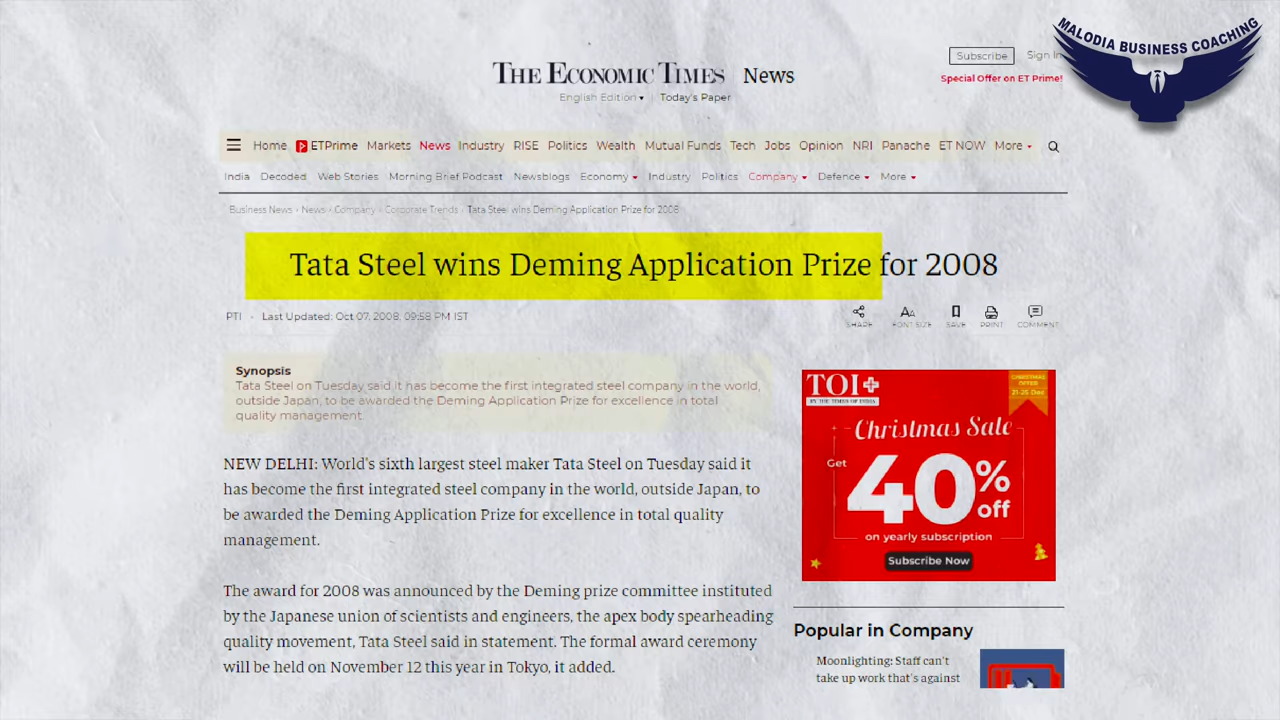 MALODIA BUSINESS COACHING
THE ECONOMIC TIMES News
Subscribe Sign In
Special Offer on ET Prime!
English Edition | Today's Paper
Home ETPrime Markets News Industry RISE Politics Wealth Mutual Funds Tech Jobs Opinion NRI Panache ET NOW More
India Decoded Web Stories Morning Brief Podcast Newsblogs Economy Industry Politics Company Defence More
Business News › News › Company › Corporate Trends › Tata Steel wins Deming Application Prize for 2008
Tata Steel wins Deming Application Prize for 2008
PTI · Last Updated: Oct 07, 2008, 09:58 PM IST
SHARE FONT SIZE SAVE PRINT COMMENT
Synopsis
Tata Steel on Tuesday said it has become the first integrated steel company in the world,
outside Japan, to be awarded the Deming Application Prize for excellence in total
quality management.
NEW DELHI: World's sixth largest steel maker Tata Steel on Tuesday said it
has become the first integrated steel company in the world, outside Japan, to
be awarded the Deming Application Prize for excellence in total quality
management.
The award for 2008 was announced by the Deming prize committee instituted
by the Japanese union of scientists and engineers, the apex body spearheading
quality movement, Tata Steel said in statement. The formal award ceremony
will be held on November 12 this year in Tokyo, it added.
TOI+
BY THE TIMES OF INDIA
CHRISTMAS
OFFER
21-25 Dec
Christmas Sale
Get
40% off
on yearly subscription
Subscribe Now
Popular in Company
Moonlighting: Staff can't
take up work that's against